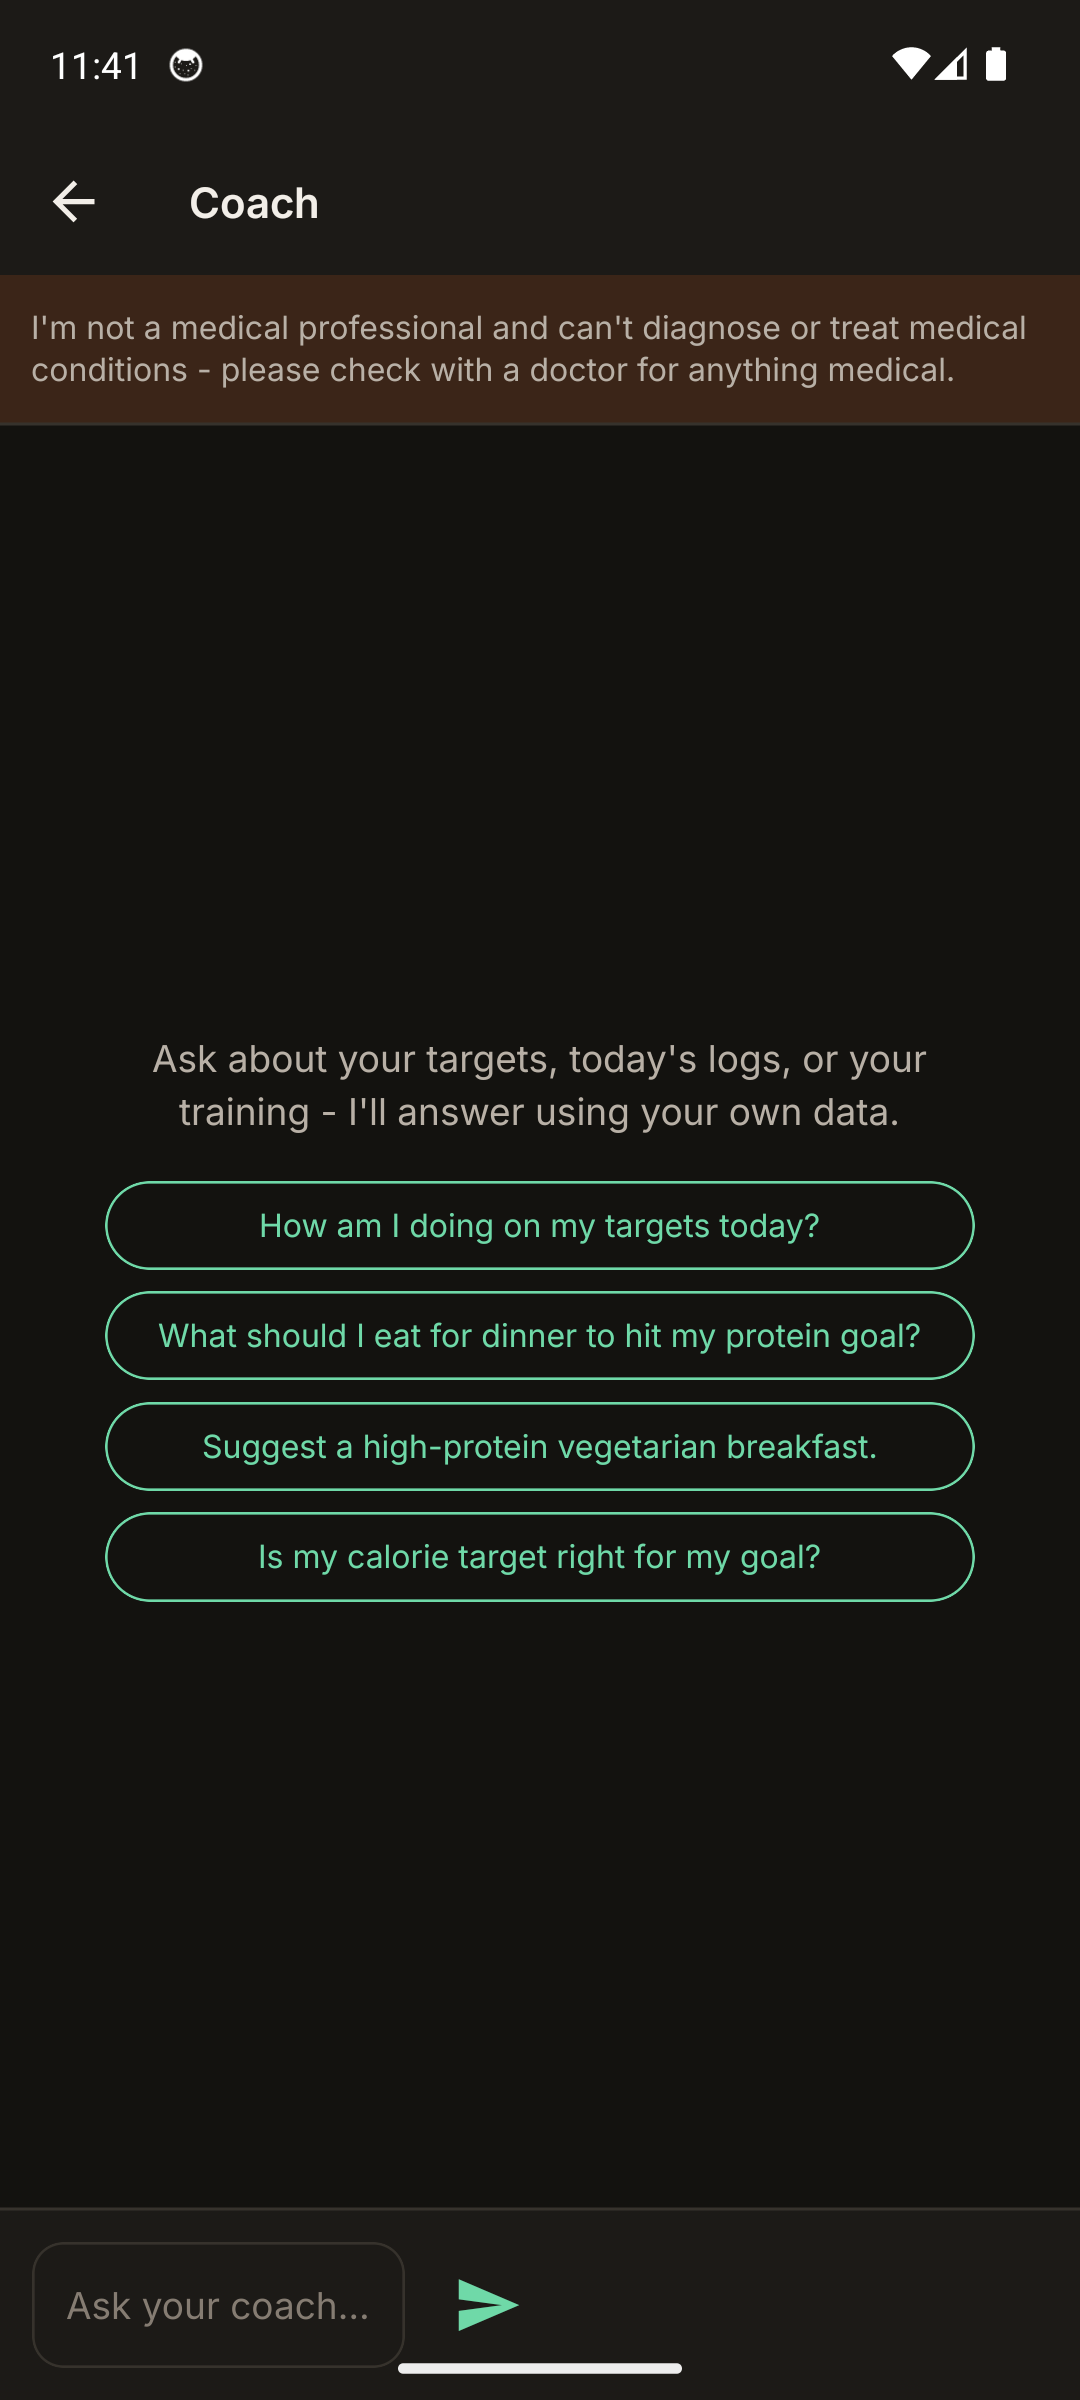 11:41
Coach
I'm not a medical professional and can't diagnose or treat medical
conditions - please check with a doctor for anything medical.
Ask about your targets, today's logs, or your
training - I'll answer using your own data.
How am I doing on my targets today?
What should I eat for dinner to hit my protein goal?
Suggest a high-protein vegetarian breakfast.
Is my calorie target right for my goal?
Ask your coach...